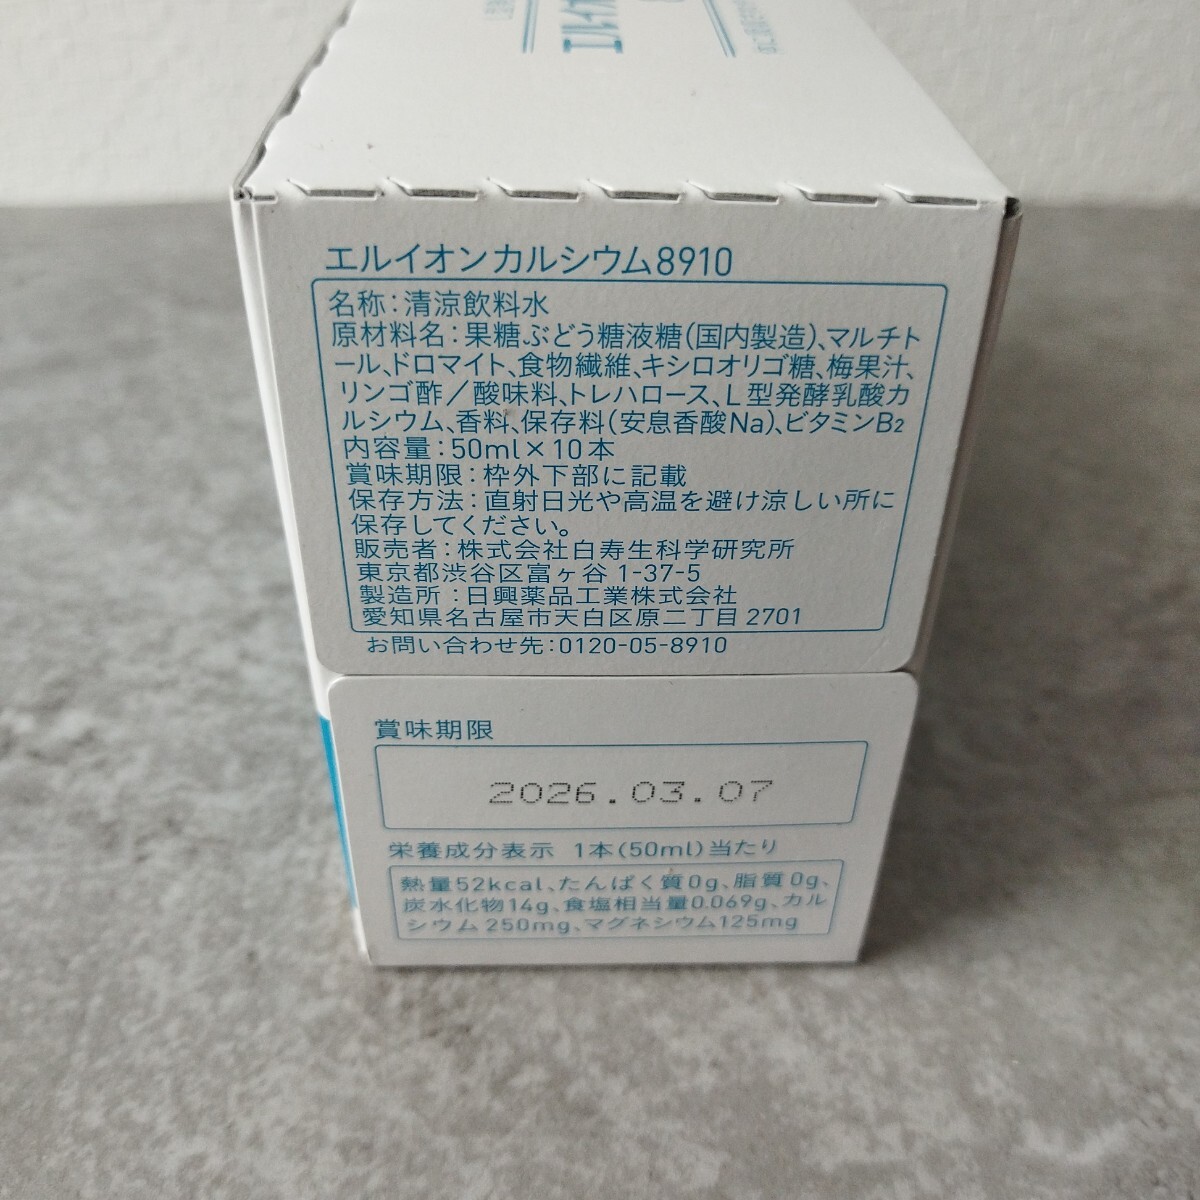 エルイオンカルシウム8910
名称:清涼飲料水
原材料名:果糖ぶどう糖液糖(国内製造)、マルチト
ール、ドロマイト、食物繊維、キシロオリゴ糖、梅果汁、
リンゴ酢/酸味料、トレハロース、L型発酵乳酸カ
ルシウム、香料、保存料(安息香酸Na)、ビタミンB2
内容量:50ml×10本
賞味期限:枠外下部に記載
保存方法:直射日光や高温を避け涼しい所に
保存してください。
販売者:株式会社白寿生科学研究所
東京都渋谷区富ヶ谷1-37-5
製造所:日興薬品工業株式会社
愛知県名古屋市天白区原二丁目2701
お問い合わせ先:0120-05-8910
賞味期限
2026.03.07
栄養成分表示 1本(50ml)当たり
熱量52kcal、たんぱく質0g、脂質0g、
炭水化物14g、食塩相当量0.069g、カル
シウム250mg、マグネシウム125mg